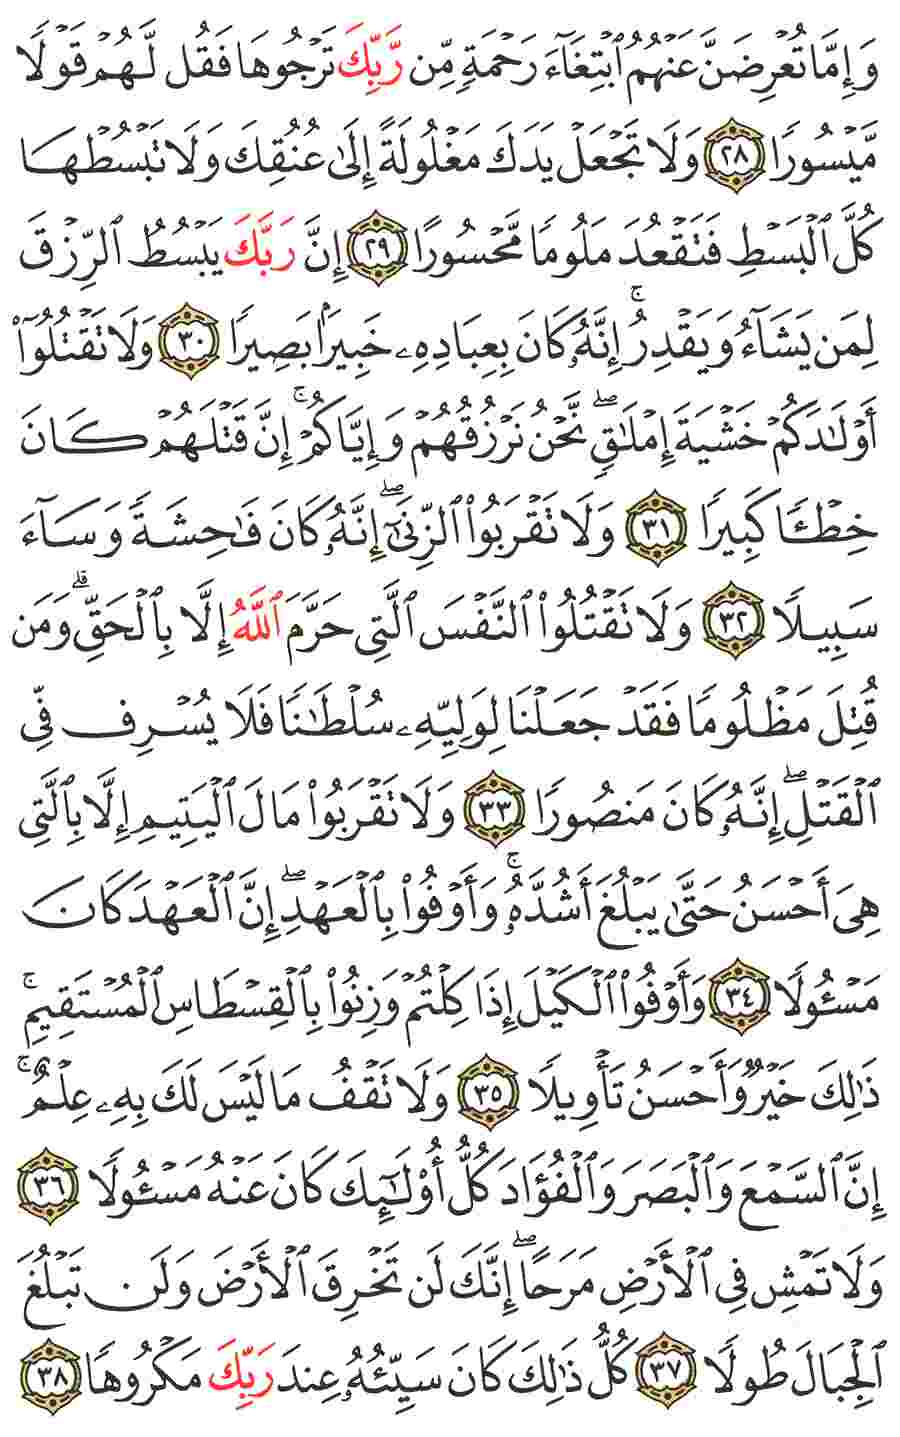 وَإِمَّا تُعْرِضَنَّ عَنْهُمُ ٱبْتِغَآءَ رَحْمَةٍ مِّن رَّبِّكَ تَرْجُوهَا فَقُل لَّهُمْ قَوْلًا
مَّيْسُورًا ٢٨ وَلَا تَجْعَلْ يَدَكَ مَغْلُولَةً إِلَىٰ عُنُقِكَ وَلَا تَبْسُطْهَا
كُلَّ ٱلْبَسْطِ فَتَقْعُدَ مَلُومًا مَّحْسُورًا ٢٩ إِنَّ رَبَّكَ يَبْسُطُ ٱلرِّزْقَ
لِمَن يَشَآءُ وَيَقْدِرُ ۚ إِنَّهُۥ كَانَ بِعِبَادِهِۦ خَبِيرًۢا بَصِيرًا ٣٠ وَلَا تَقْتُلُوٓا۟
أَوْلَٰدَكُمْ خَشْيَةَ إِمْلَٰقٍ ۖ نَّحْنُ نَرْزُقُهُمْ وَإِيَّاكُمْ ۚ إِنَّ قَتْلَهُمْ كَانَ
خِطْـًٔا كَبِيرًا ٣١ وَلَا تَقْرَبُوا۟ ٱلزِّنَىٰٓ ۖ إِنَّهُۥ كَانَ فَٰحِشَةً وَسَآءَ
سَبِيلًا ٣٢ وَلَا تَقْتُلُوا۟ ٱلنَّفْسَ ٱلَّتِى حَرَّمَ ٱللَّهُ إِلَّا بِٱلْحَقِّ ۗ وَمَن
قُتِلَ مَظْلُومًا فَقَدْ جَعَلْنَا لِوَلِيِّهِۦ سُلْطَٰنًا فَلَا يُسْرِف فِّى
ٱلْقَتْلِ ۖ إِنَّهُۥ كَانَ مَنصُورًا ٣٣ وَلَا تَقْرَبُوا۟ مَالَ ٱلْيَتِيمِ إِلَّا بِٱلَّتِى
هِىَ أَحْسَنُ حَتَّىٰ يَبْلُغَ أَشُدَّهُۥ ۚ وَأَوْفُوا۟ بِٱلْعَهْدِ ۖ إِنَّ ٱلْعَهْدَ كَانَ
مَسْـُٔولًا ٣٤ وَأَوْفُوا۟ ٱلْكَيْلَ إِذَا كِلْتُمْ وَزِنُوا۟ بِٱلْقِسْطَاسِ ٱلْمُسْتَقِيمِ ۚ
ذَٰلِكَ خَيْرٌ وَأَحْسَنُ تَأْوِيلًا ٣٥ وَلَا تَقْفُ مَا لَيْسَ لَكَ بِهِۦ عِلْمٌ ۚ
إِنَّ ٱلسَّمْعَ وَٱلْبَصَرَ وَٱلْفُؤَادَ كُلُّ أُو۟لَٰٓئِكَ كَانَ عَنْهُ مَسْـُٔولًا ٣٦
وَلَا تَمْشِ فِى ٱلْأَرْضِ مَرَحًا ۖ إِنَّكَ لَن تَخْرِقَ ٱلْأَرْضَ وَلَن تَبْلُغَ
ٱلْجِبَالَ طُولًا ٣٧ كُلُّ ذَٰلِكَ كَانَ سَيِّئُهُۥ عِندَ رَبِّكَ مَكْرُوهًا ٣٨